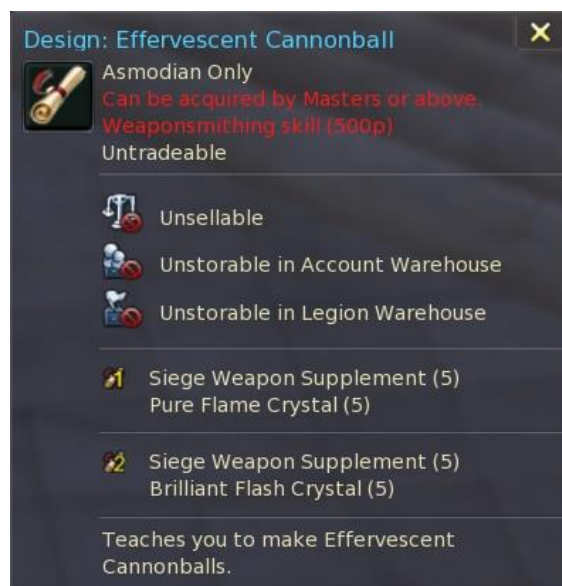 Design: Effervescent Cannonball
Asmodian Only
Can be acquired by Masters or above.
Weaponsmithing skill (500p)
Untradeable
Unsellable
Unstorable in Account Warehouse
Unstorable in Legion Warehouse
1 Siege Weapon Supplement (5)
Pure Flame Crystal (5)
2 Siege Weapon Supplement (5)
Brilliant Flash Crystal (5)
Teaches you to make Effervescent
Cannonballs.